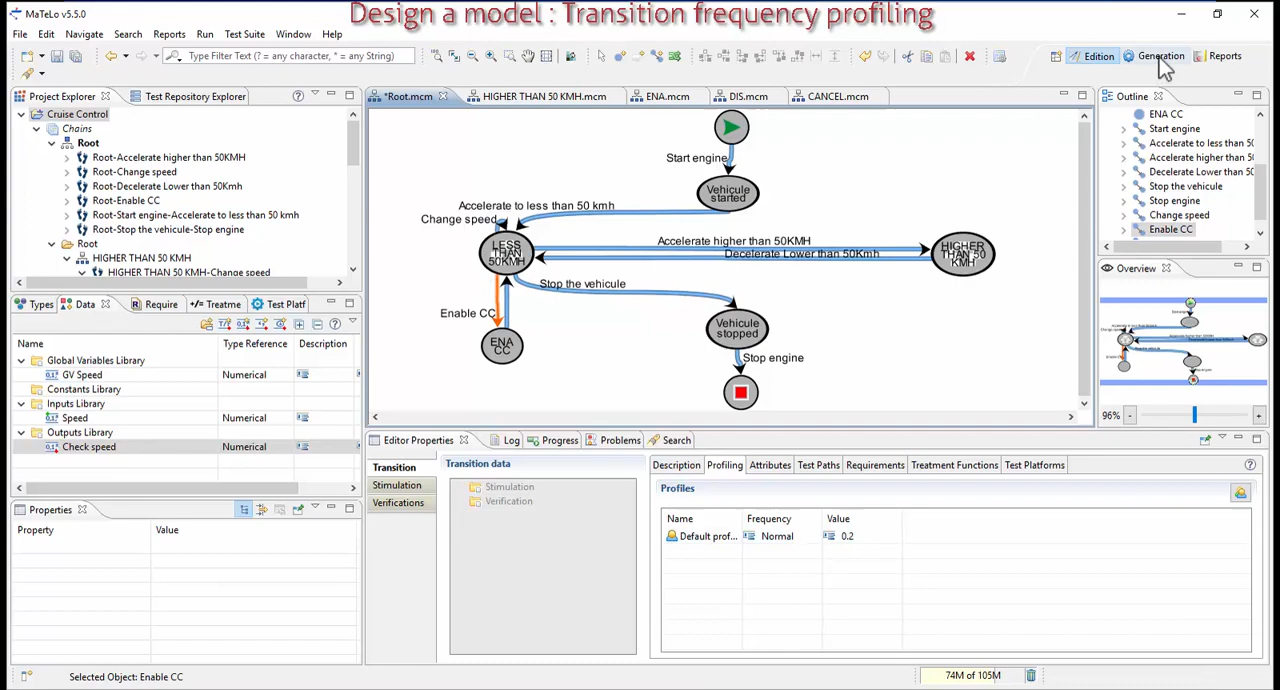 Design a model : Transition frequency profiling
MaTeLo v5.5.0
File Edit Navigate Search Reports Run Test Suite Window Help
Type Filter Text (? = any character, * = any String)
Edition Generation Reports
Project Explorer Test Repository Explorer
Cruise Control
Chains
Root
Root-Accelerate higher than 50KMH
Root-Change speed
Root-Decelerate Lower than 50Kmh
Root-Enable CC
Root-Start engine-Accelerate to less than 50 kmh
Root-Stop the vehicule-Stop engine
Root
HIGHER THAN 50 KMH
HIGHER THAN 50 KMH-Change speed
*Root.mcm HIGHER THAN 50 KMH.mcm ENA.mcm DIS.mcm CANCEL.mcm
Start engine
Vehicule
started
Accelerate to less than 50 kmh
Change speed
LESS
THAN
50KMH
Accelerate higher than 50KMH
Decelerate Lower than 50Kmh
HIGHER
THAN 50
KMH
Stop the vehicule
Enable CC
ENA
CC
Vehicule
stopped
Stop engine
Outline
ENA CC
Start engine
Accelerate to less than 50
Accelerate higher than 50
Decelerate Lower than 50
Stop the vehicule
Stop engine
Change speed
Enable CC
Overview
96%
Types Data Require Treatme Test Platf
Name Type Reference Description
Global Variables Library
GV Speed Numerical
Constants Library
Inputs Library
Speed Numerical
Outputs Library
Check speed Numerical
Properties
Property Value
Editor Properties Log Progress Problems Search
Transition
Stimulation
Verifications
Transition data
Stimulation
Verification
Description Profiling Attributes Test Paths Requirements Treatment Functions Test Platforms
Profiles
Name Frequency Value
Default prof... Normal 0.2
Selected Object: Enable CC
74M of 105M